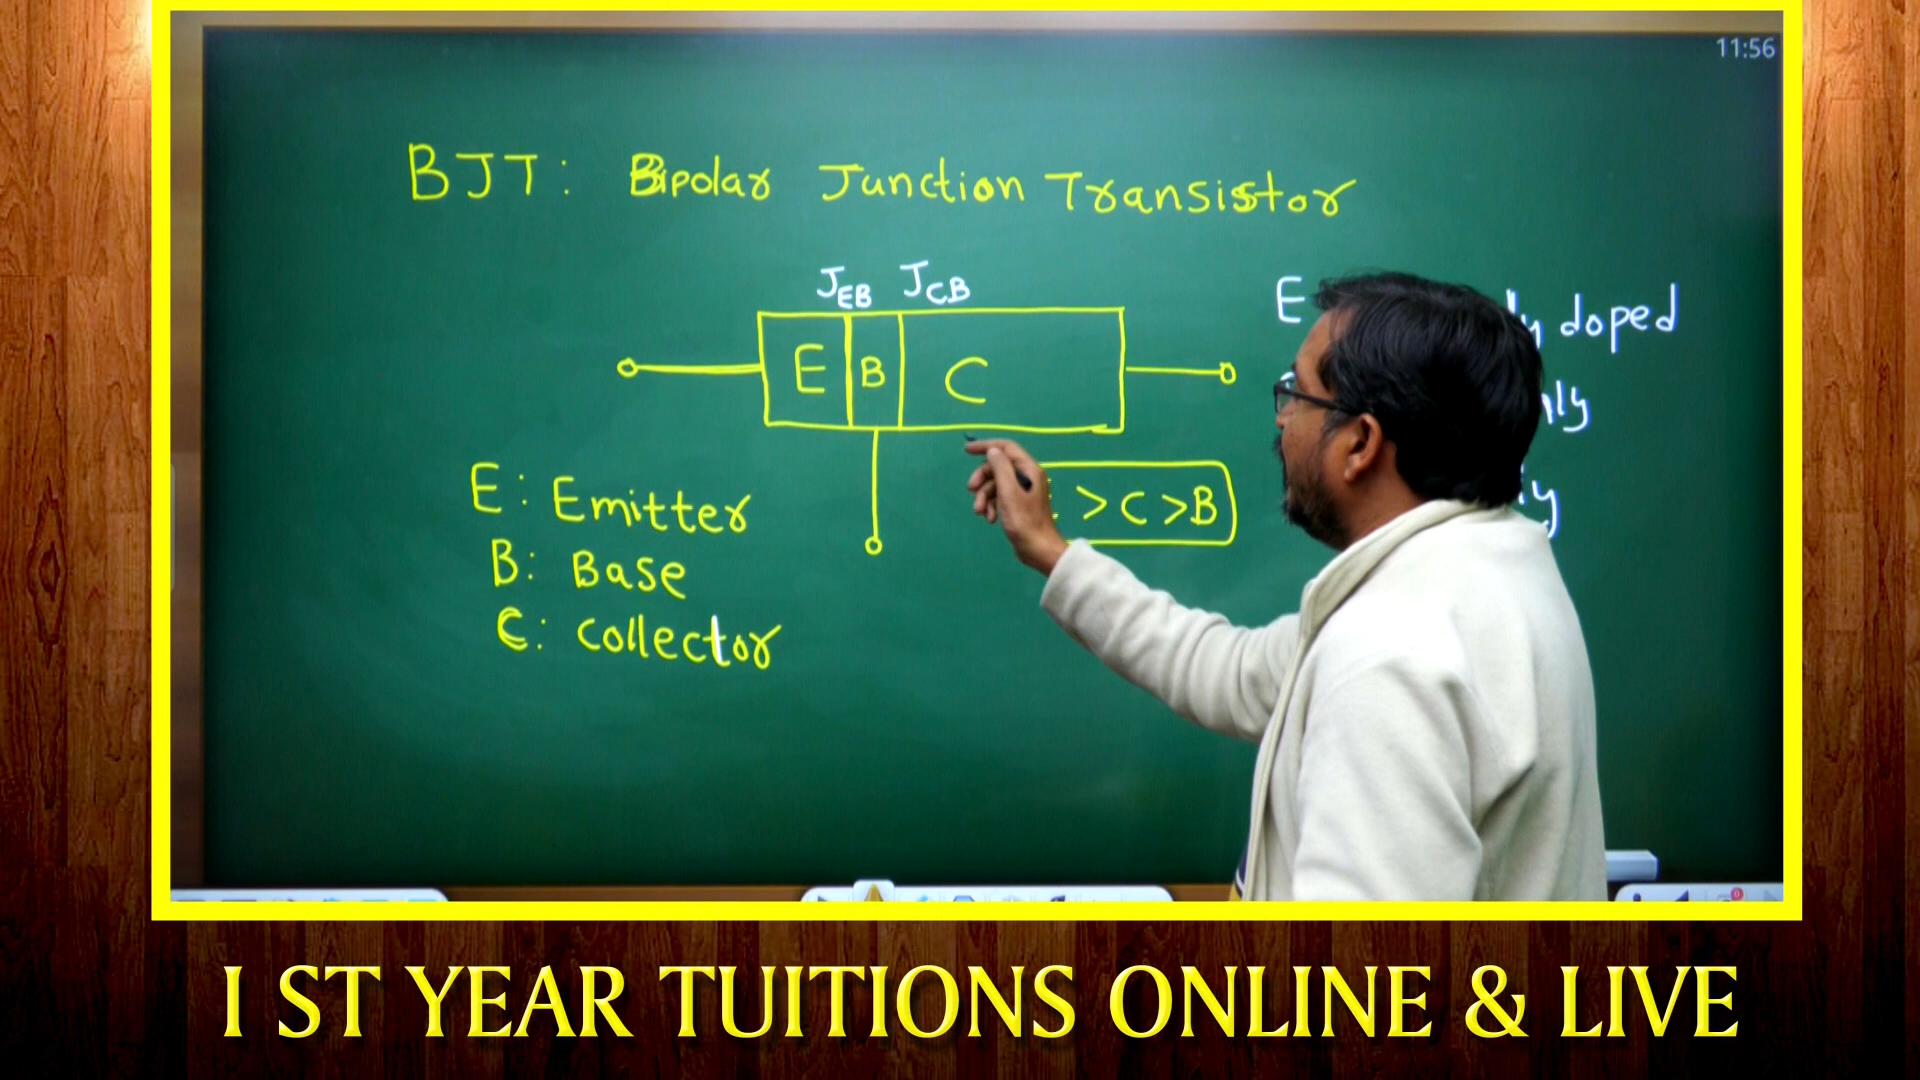 11:56
BJT: Bipolar Junction Transistor
JEB JCB
E doped
E B C
E: Emitter
> C > B
B: Base
C: Collector
I ST YEAR TUITIONS ONLINE & LIVE